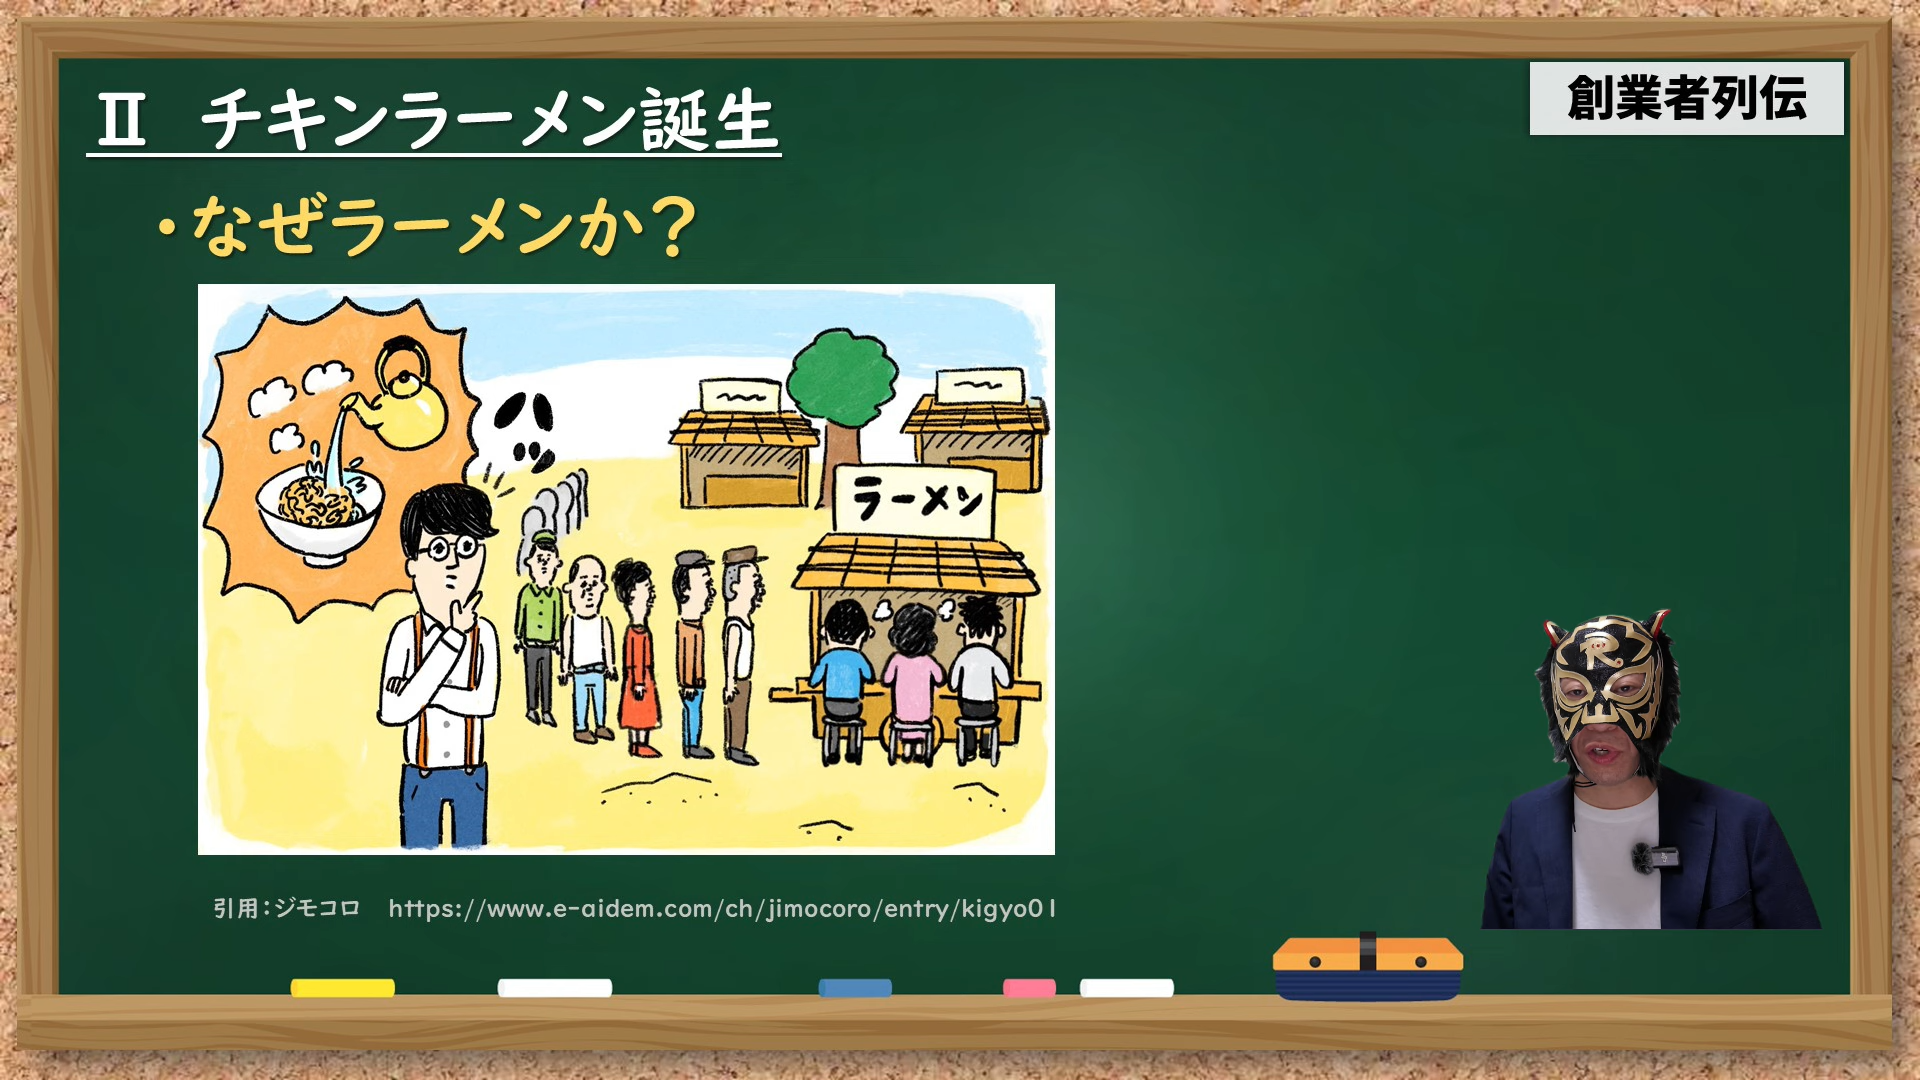 創業者列伝
Ⅱ　チキンラーメン誕生
・なぜラーメンか？
ラーメン
R
引用：ジモコロ　https://www.e-aidem.com/ch/jimocoro/entry/kigyo01